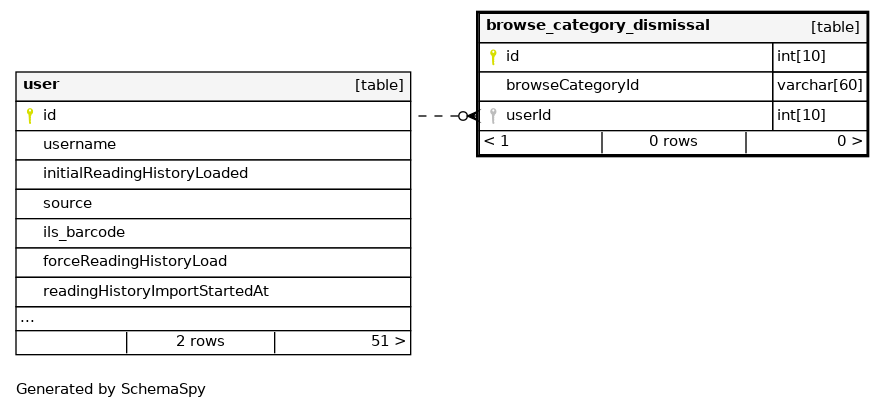 browse_category_dismissal [table]
id int[10]
browseCategoryId varchar[60]
userId int[10]
< 1 0 rows 0 >
user [table]
id
username
initialReadingHistoryLoaded
source
ils_barcode
forceReadingHistoryLoad
readingHistoryImportStartedAt
...
2 rows 51 >
Generated by SchemaSpy